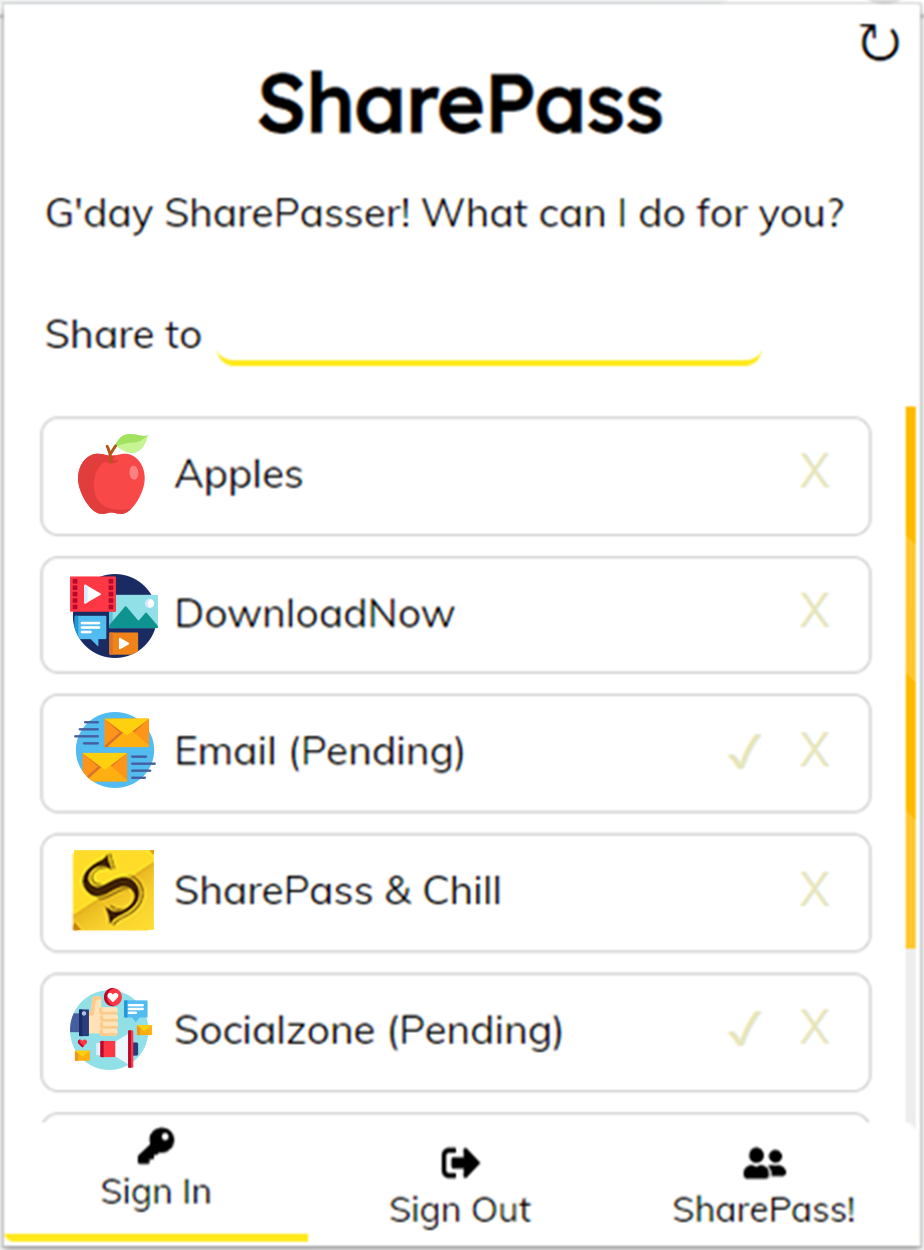 SharePass
G'day SharePasser! What can I do for you?
Share to
Apples X
DownloadNow X
Email (Pending) ✓ X
S
SharePass & Chill X
Socialzone (Pending) ✓ X
Sign In
Sign Out
SharePass!